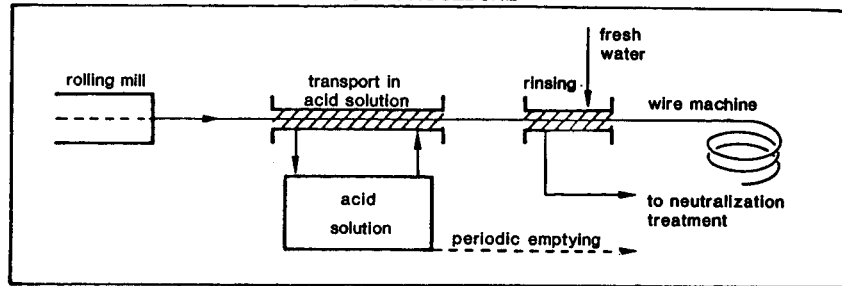 rolling mill
transport in
acid solution
rinsing
fresh
water
wire machine
acid
solution
to neutralization
treatment
periodic emptying